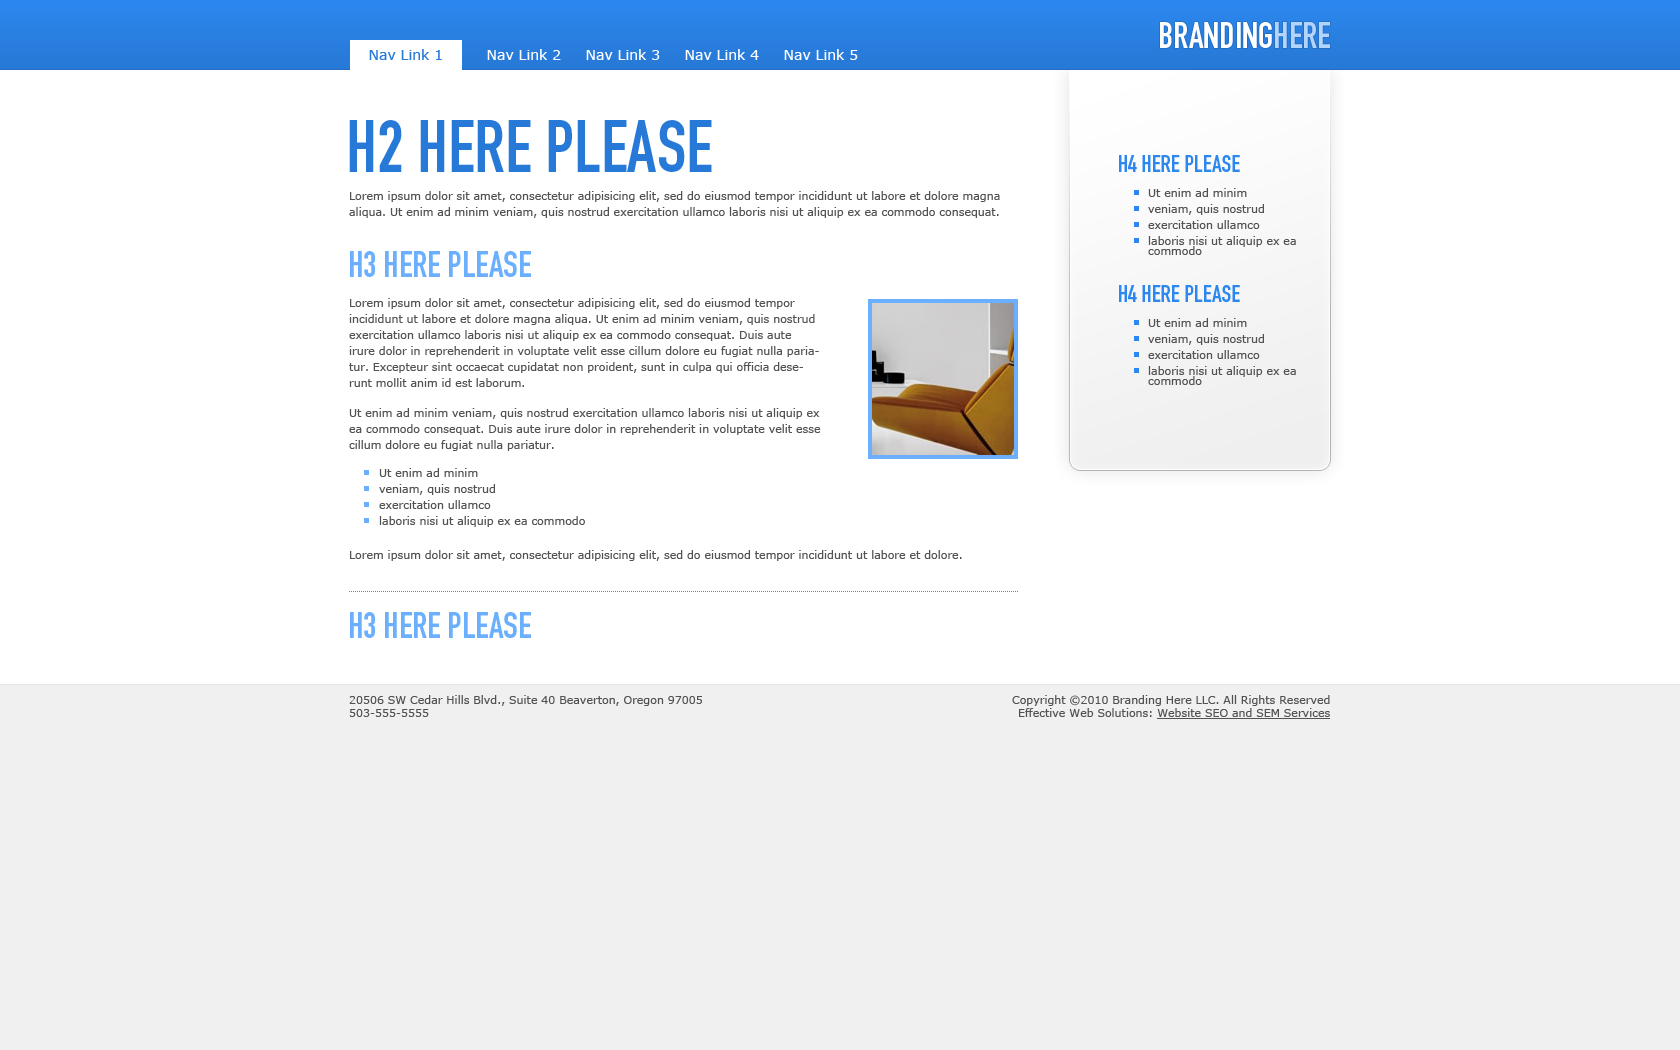 BRANDINGHERE
Nav Link 1
Nav Link 2
Nav Link 3
Nav Link 4
Nav Link 5
H2 HERE PLEASE
Lorem ipsum dolor sit amet, consectetur adipisicing elit, sed do eiusmod tempor incididunt ut labore et dolore magna
aliqua. Ut enim ad minim veniam, quis nostrud exercitation ullamco laboris nisi ut aliquip ex ea commodo consequat.
H3 HERE PLEASE
Lorem ipsum dolor sit amet, consectetur adipisicing elit, sed do eiusmod tempor
incididunt ut labore et dolore magna aliqua. Ut enim ad minim veniam, quis nostrud
exercitation ullamco laboris nisi ut aliquip ex ea commodo consequat. Duis aute
irure dolor in reprehenderit in voluptate velit esse cillum dolore eu fugiat nulla paria-
tur. Excepteur sint occaecat cupidatat non proident, sunt in culpa qui officia dese-
runt mollit anim id est laborum.
Ut enim ad minim veniam, quis nostrud exercitation ullamco laboris nisi ut aliquip ex
ea commodo consequat. Duis aute irure dolor in reprehenderit in voluptate velit esse
cillum dolore eu fugiat nulla pariatur.
Ut enim ad minim
veniam, quis nostrud
exercitation ullamco
laboris nisi ut aliquip ex ea commodo
Lorem ipsum dolor sit amet, consectetur adipisicing elit, sed do eiusmod tempor incididunt ut labore et dolore.
H3 HERE PLEASE
H4 HERE PLEASE
Ut enim ad minim
veniam, quis nostrud
exercitation ullamco
laboris nisi ut aliquip ex ea
commodo
H4 HERE PLEASE
Ut enim ad minim
veniam, quis nostrud
exercitation ullamco
laboris nisi ut aliquip ex ea
commodo
20506 SW Cedar Hills Blvd., Suite 40 Beaverton, Oregon 97005
503-555-5555
Copyright ©2010 Branding Here LLC. All Rights Reserved
Effective Web Solutions: Website SEO and SEM Services